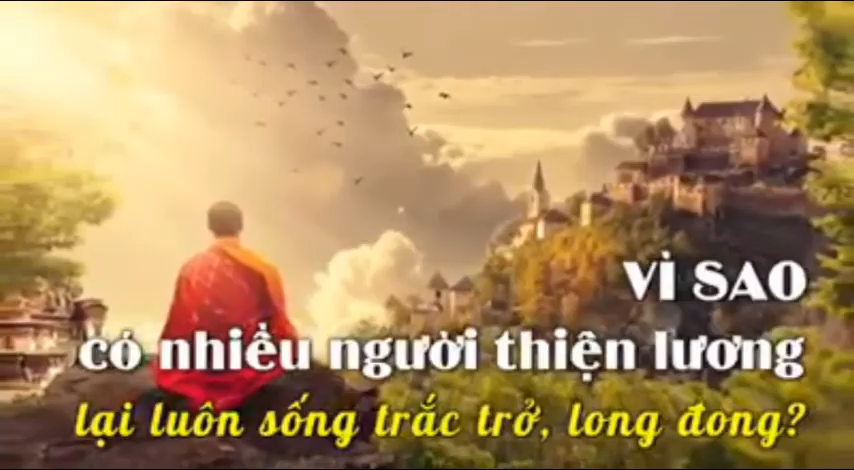 VÌ SAO
có nhiều người thiện lương
lại luôn sống trắc trở, long đong?